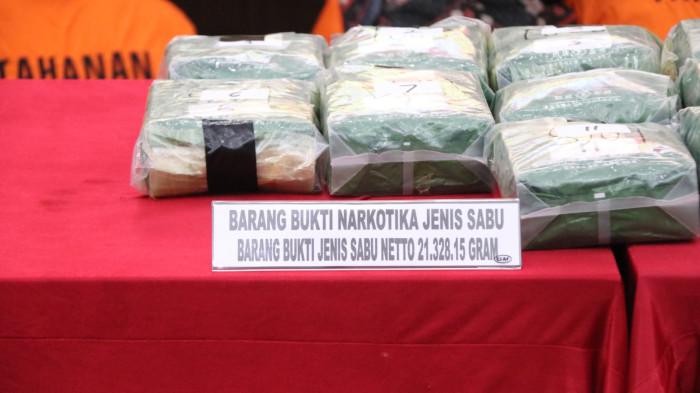 TAHANAN
BARANG BUKTI NARKOTIKA JENIS SABU
BARANG BUKTI JENIS SABU NETTO 21.328.15 GRAM